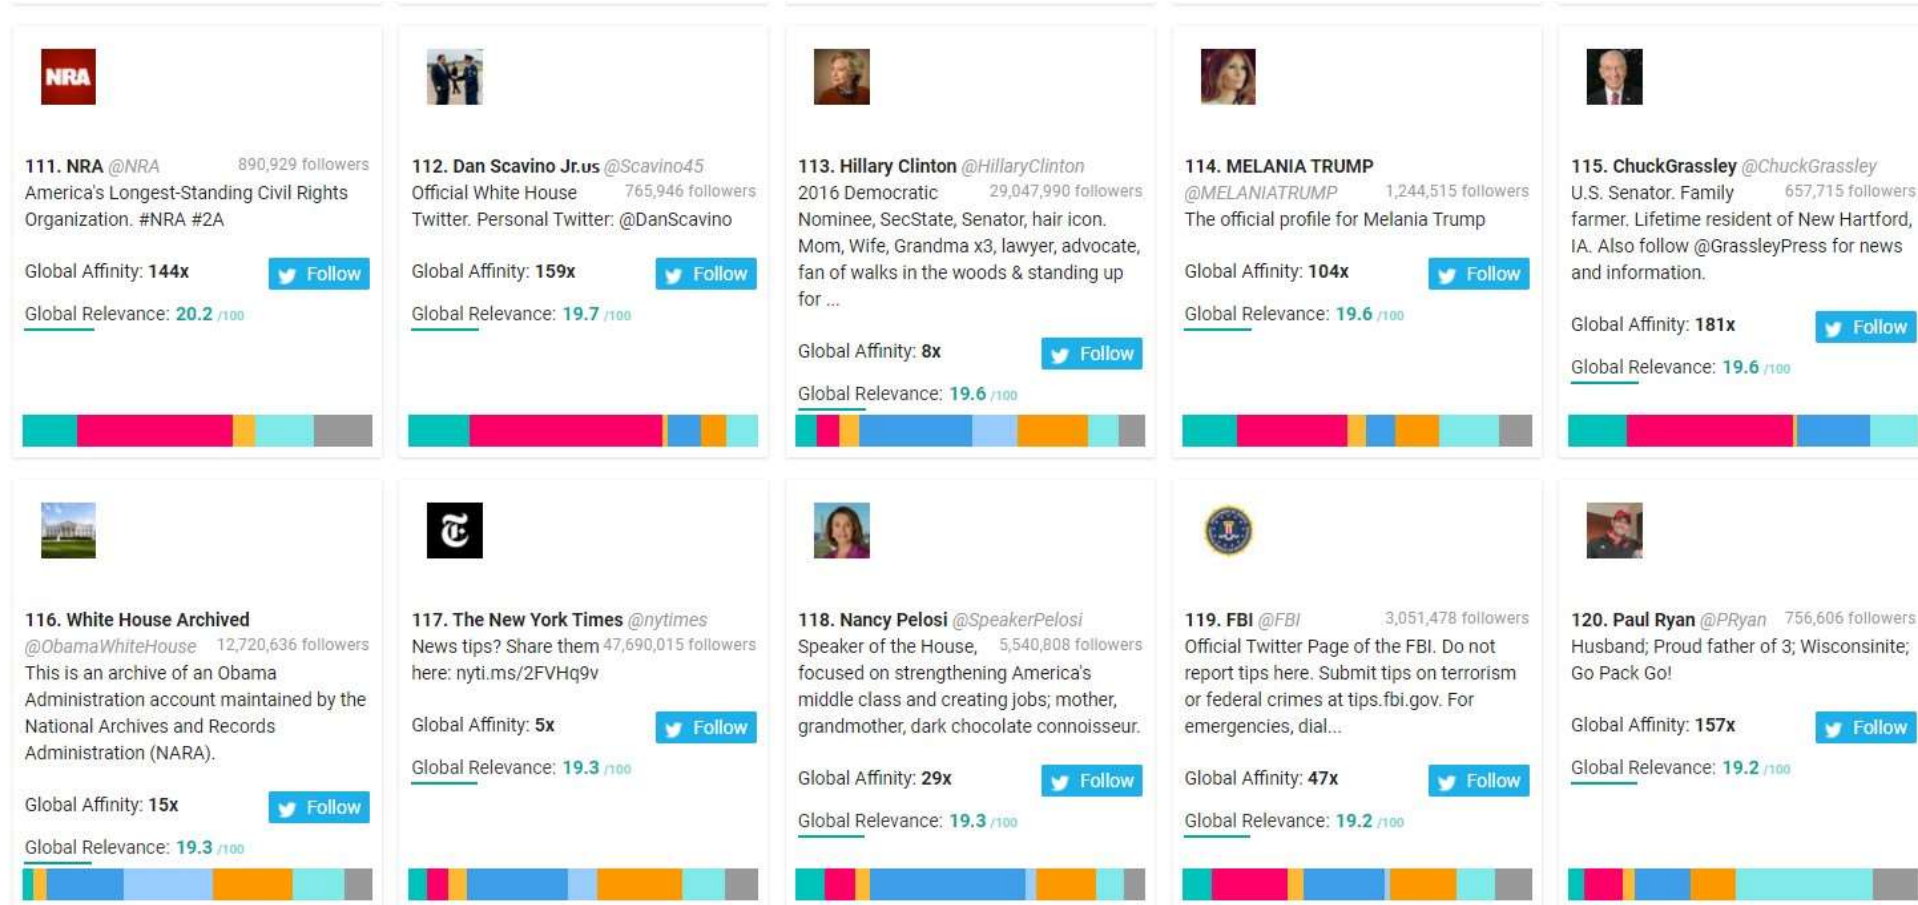 NRA
111. NRA @NRA 890,929 followers
America's Longest-Standing Civil Rights
Organization. #NRA #2A
Global Affinity: 144x
Follow
Global Relevance: 20.2 /100
112. Dan Scavino Jr.us @Scavino45
Official White House 765,946 followers
Twitter. Personal Twitter: @DanScavino
Global Affinity: 159x
Follow
Global Relevance: 19.7 /100
113. Hillary Clinton @HillaryClinton
2016 Democratic 29,047,990 followers
Nominee, SecState, Senator, hair icon.
Mom, Wife, Grandma x3, lawyer, advocate,
fan of walks in the woods & standing up
for ...
Global Affinity: 8x
Follow
Global Relevance: 19.6 /100
114. MELANIA TRUMP
@MELANIATRUMP 1,244,515 followers
The official profile for Melania Trump
Global Affinity: 104x
Follow
Global Relevance: 19.6 /100
115. ChuckGrassley @ChuckGrassley
U.S. Senator. Family 657,715 followers
farmer. Lifetime resident of New Hartford,
IA. Also follow @GrassleyPress for news
and information.
Global Affinity: 181x
Follow
Global Relevance: 19.6 /100
116. White House Archived
@ObamaWhiteHouse 12,720,636 followers
This is an archive of an Obama
Administration account maintained by the
National Archives and Records
Administration (NARA).
Global Affinity: 15x
Follow
Global Relevance: 19.3 /100
117. The New York Times @nytimes
News tips? Share them 47,690,015 followers
here: nyti.ms/2FVHq9v
Global Affinity: 5x
Follow
Global Relevance: 19.3 /100
118. Nancy Pelosi @SpeakerPelosi
Speaker of the House, 5,540,808 followers
focused on strengthening America's
middle class and creating jobs; mother,
grandmother, dark chocolate connoisseur.
Global Affinity: 29x
Follow
Global Relevance: 19.3 /100
119. FBI @FBI 3,051,478 followers
Official Twitter Page of the FBI. Do not
report tips here. Submit tips on terrorism
or federal crimes at tips.fbi.gov. For
emergencies, dial...
Global Affinity: 47x
Follow
Global Relevance: 19.2 /100
120. Paul Ryan @PRyan 756,606 followers
Husband; Proud father of 3; Wisconsinite;
Go Pack Go!
Global Affinity: 157x
Follow
Global Relevance: 19.2 /100